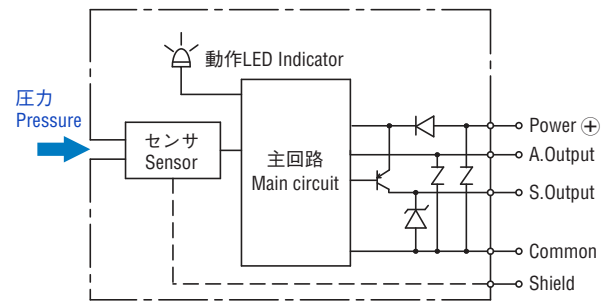 動作LED Indicator
圧力
Pressure
センサ
Sensor
主回路
Main circuit
Power ⊕
A.Output
S.Output
Common
Shield